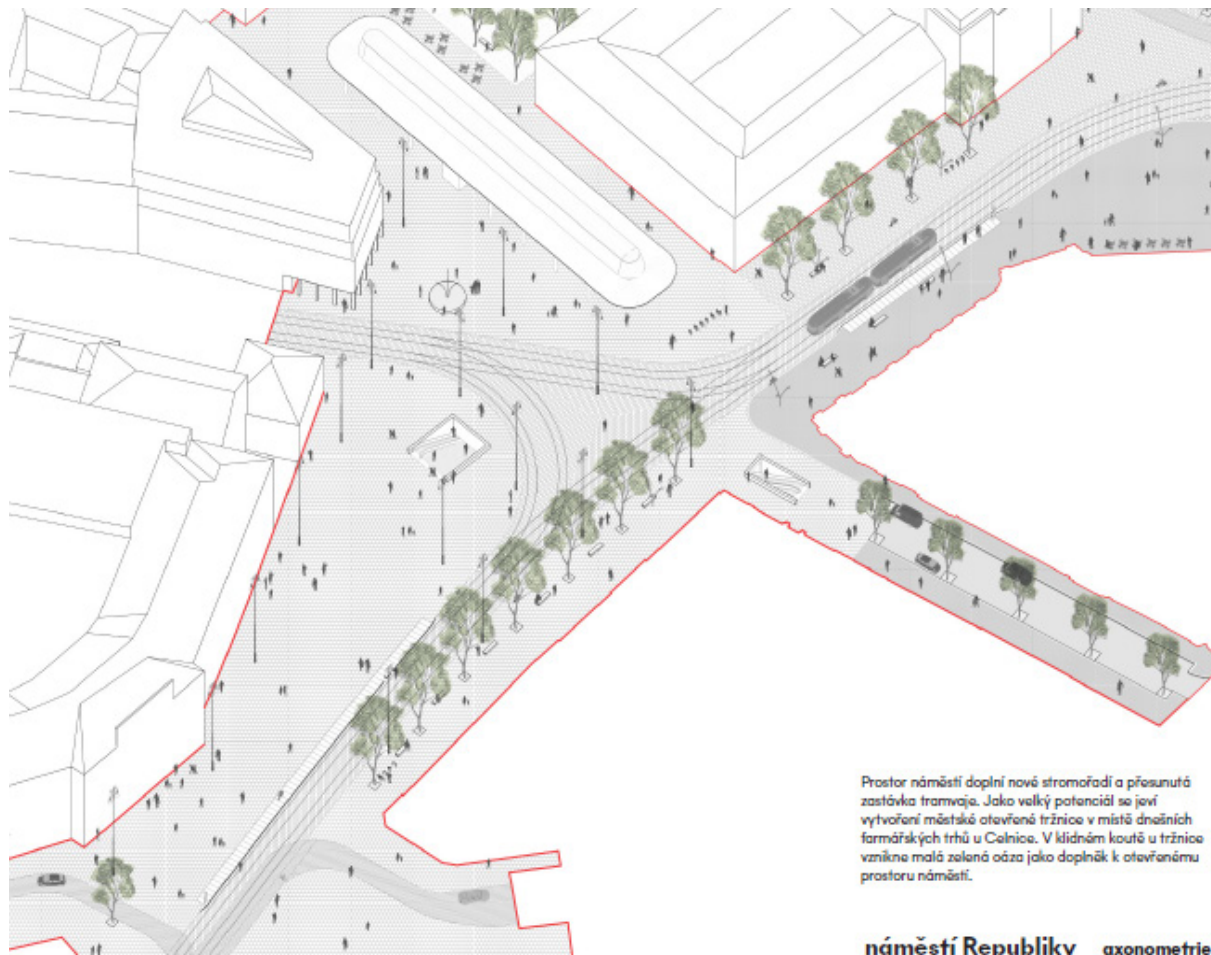 Prostor náměstí doplní nové stromořadí a přesunutá
zastávka tramvaje. Jako velký potenciál se jeví
vytvoření městské otevřené tržnice v místě dnešních
farmářských trhů u Celnice. V klidném koutě u tržnice
vznikne malá zelená oáza jako doplněk k otevřenému
prostoru náměstí.
náměstí Republiky axonometrie